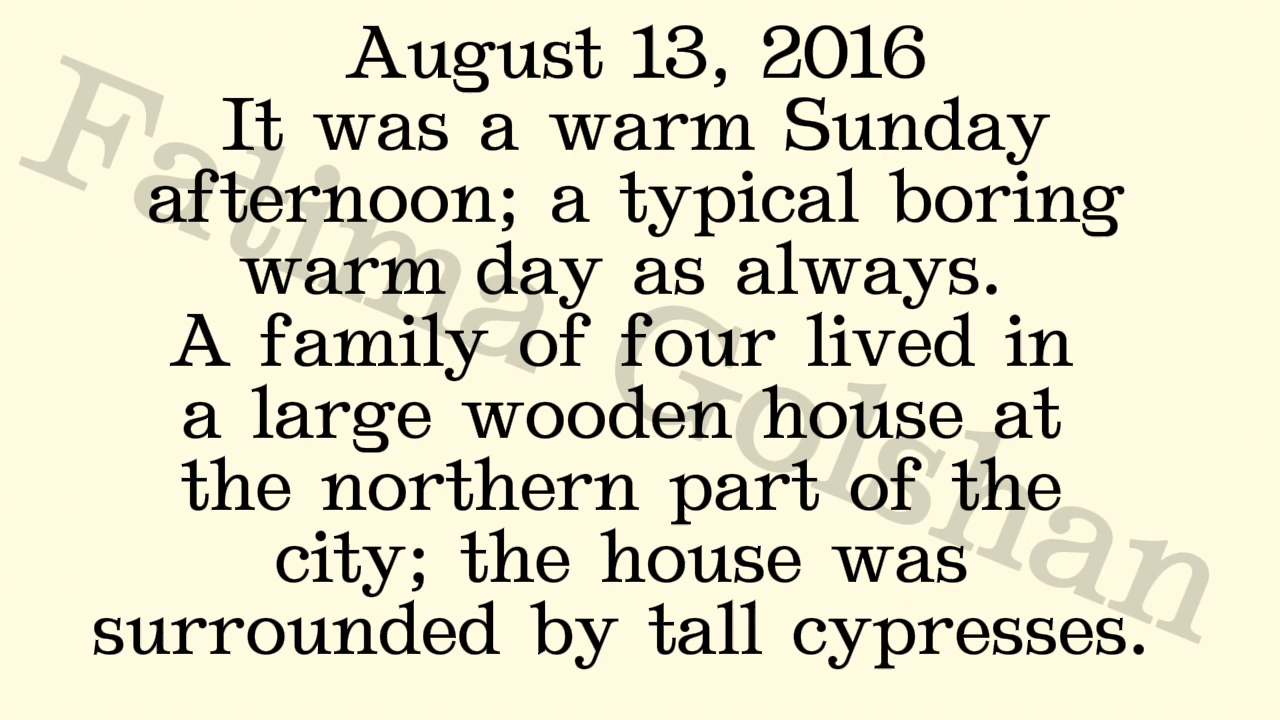 August 13, 2016
It was a warm Sunday
afternoon; a typical boring
warm day as always.
A family of four lived in
a large wooden house at
the northern part of the
city; the house was
surrounded by tall cypresses.
Fatima Golshan